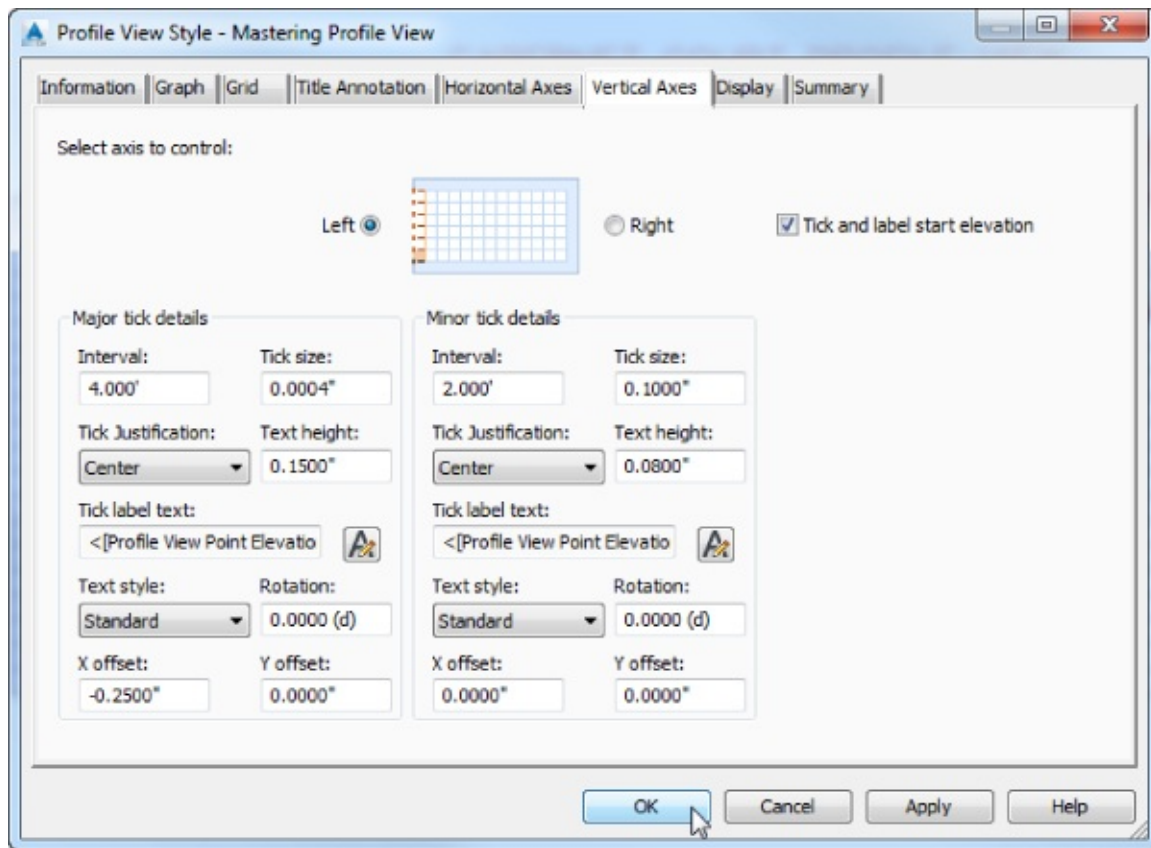 Profile View Style - Mastering Profile View
Information Graph Grid Title Annotation Horizontal Axes Vertical Axes Display Summary
Select axis to control:
Left Right Tick and label start elevation
Major tick details Minor tick details
Interval: Tick size: Interval: Tick size:
4.000' 0.0004" 2.000' 0.1000"
Tick Justification: Text height: Tick Justification: Text height:
Center 0.1500" Center 0.0800"
Tick label text: Tick label text:
<[Profile View Point Elevatio <[Profile View Point Elevatio
Text style: Rotation: Text style: Rotation:
Standard 0.0000 (d) Standard 0.0000 (d)
X offset: Y offset: X offset: Y offset:
-0.2500" 0.0000" 0.0000" 0.0000"
OK Cancel Apply Help